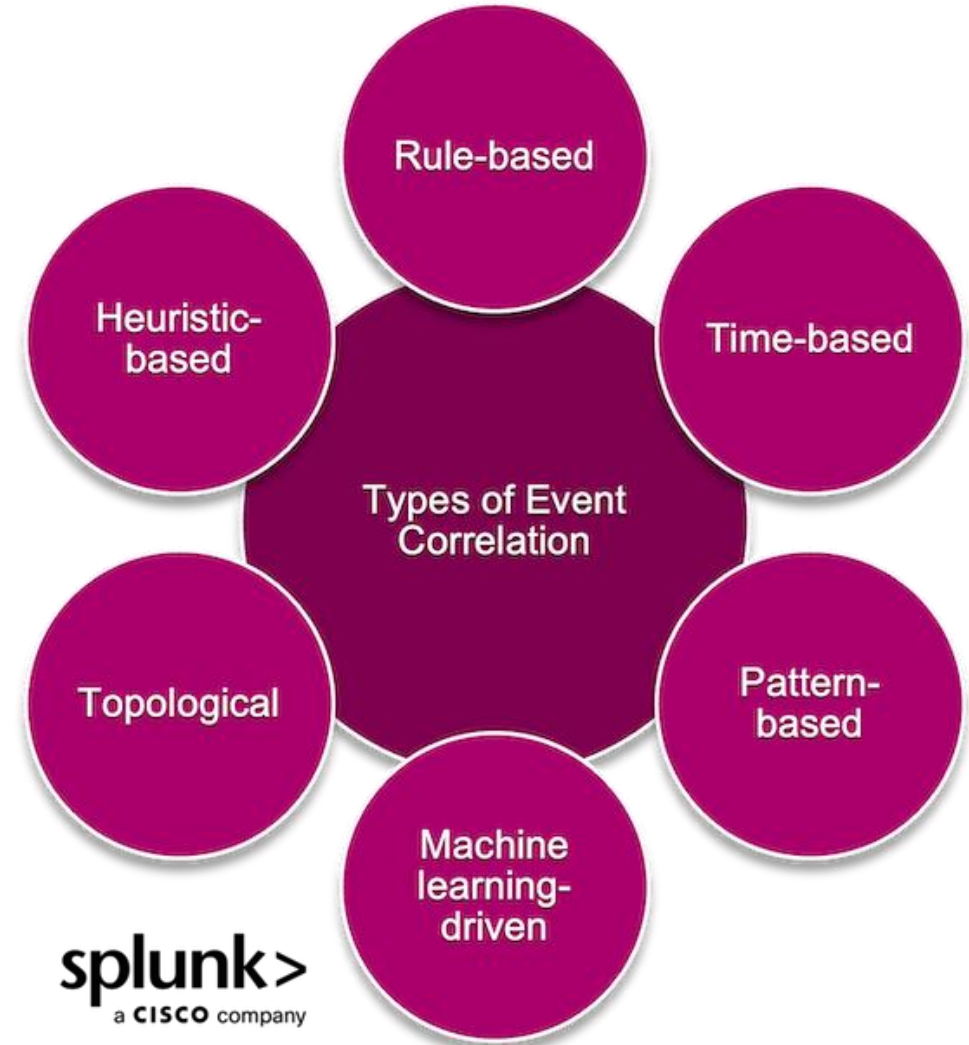 Rule-based
Heuristic-
based
Time-based
Types of Event
Correlation
Topological
Pattern-
based
Machine
learning-
driven
splunk>
a CISCO company